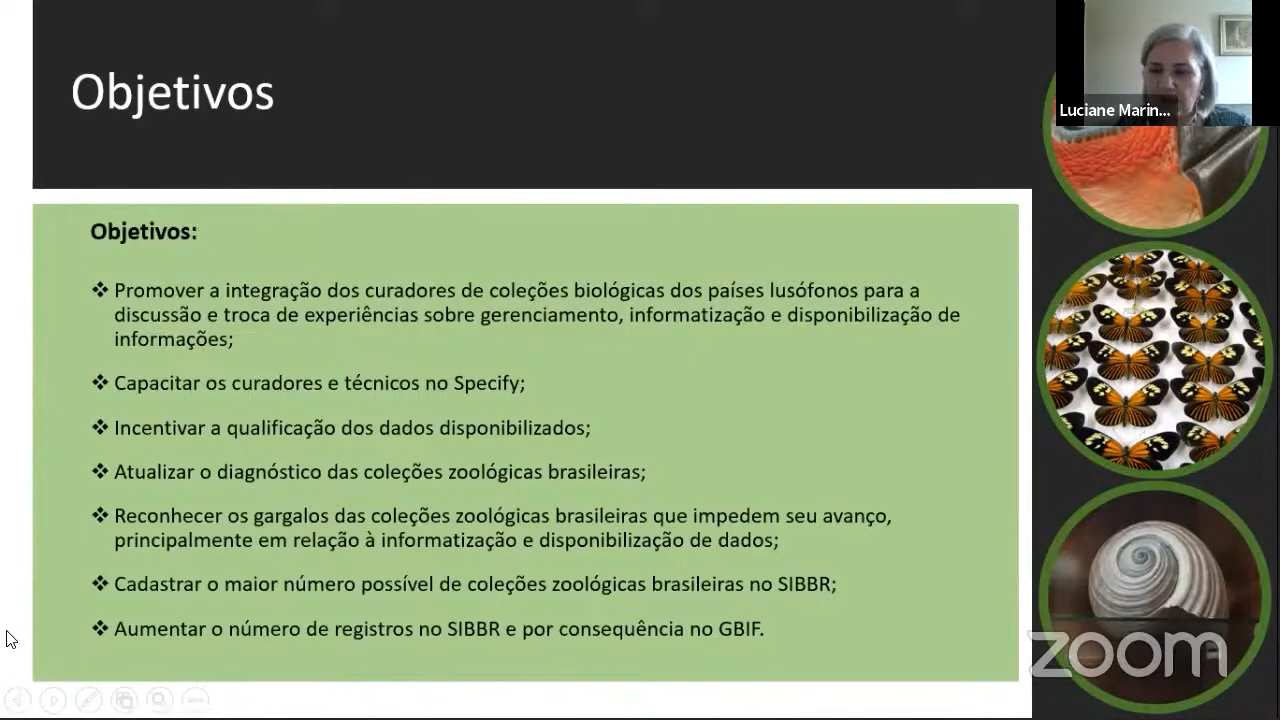 Objetivos
Luciane Marin...
Objetivos:
❖ Promover a integração dos curadores de coleções biológicas dos países lusófonos para a
discussão e troca de experiências sobre gerenciamento, informatização e disponibilização de
informações;
❖ Capacitar os curadores e técnicos no Specify;
❖ Incentivar a qualificação dos dados disponibilizados;
❖ Atualizar o diagnóstico das coleções zoológicas brasileiras;
❖ Reconhecer os gargalos das coleções zoológicas brasileiras que impedem seu avanço,
principalmente em relação à informatização e disponibilização de dados;
❖ Cadastrar o maior número possível de coleções zoológicas brasileiras no SIBBR;
❖ Aumentar o número de registros no SIBBR e por consequência no GBIF.
zoom